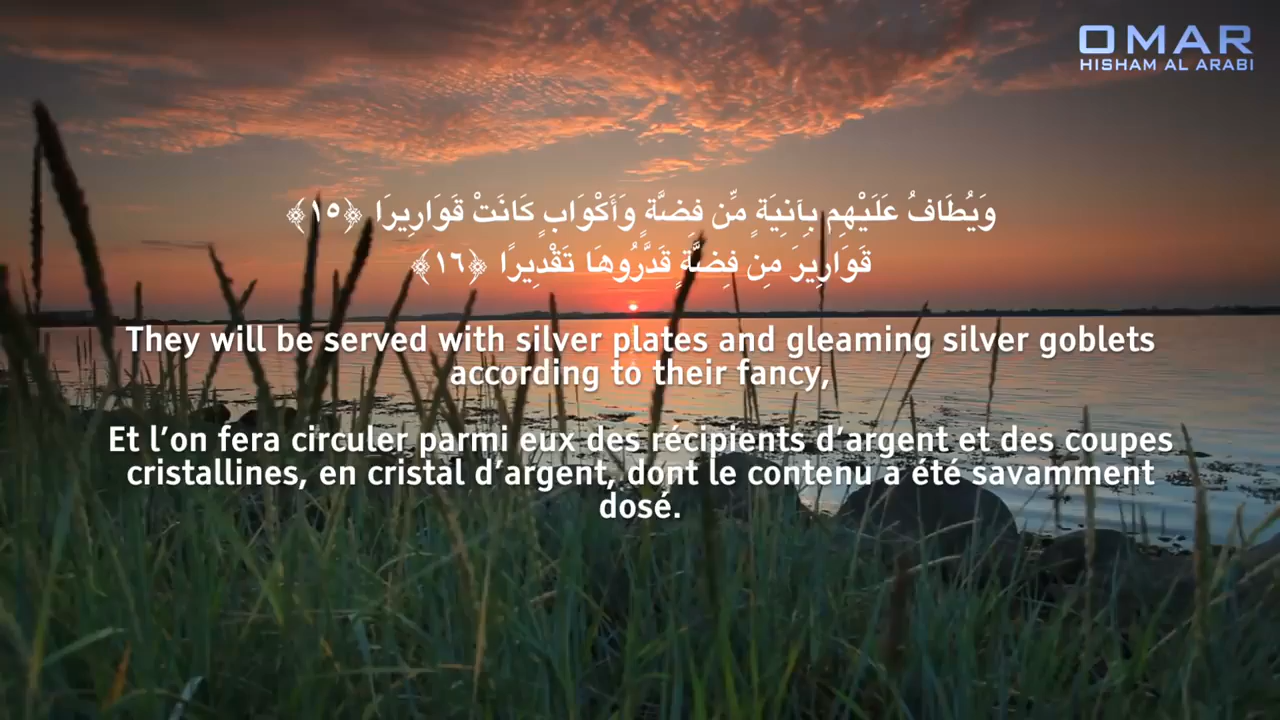 OMAR
HISHAM AL ARABI
وَيُطَافُ عَلَيْهِم بِآنِيَةٍ مِّن فِضَّةٍ وَأَكْوَابٍ كَانَتْ قَوَارِيرَا ﴿١٥﴾
قَوَارِيرَ مِن فِضَّةٍ قَدَّرُوهَا تَقْدِيرًا ﴿١٦﴾
They will be served with silver plates and gleaming silver goblets
according to their fancy,
Et l’on fera circuler parmi eux des récipients d’argent et des coupes
cristallines, en cristal d’argent, dont le contenu a été savamment
dosé.